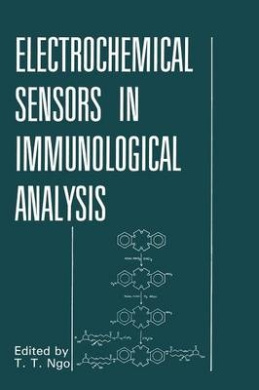 ELECTROCHEMICAL
SENSORS IN
IMMUNOLOGICAL
ANALYSIS
Edited by
T. T. Ngo